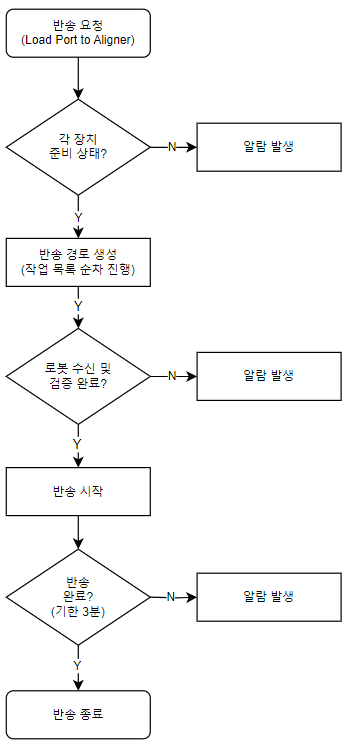 반송 요청
(Load Port to Aligner)
각 장치
준비 상태?
N
알람 발생
Y
반송 경로 생성
(작업 목록 순차 진행)
Y
로봇 수신 및
검증 완료?
N
알람 발생
Y
반송 시작
반송
완료?
(기한 3분)
N
알람 발생
Y
반송 종료